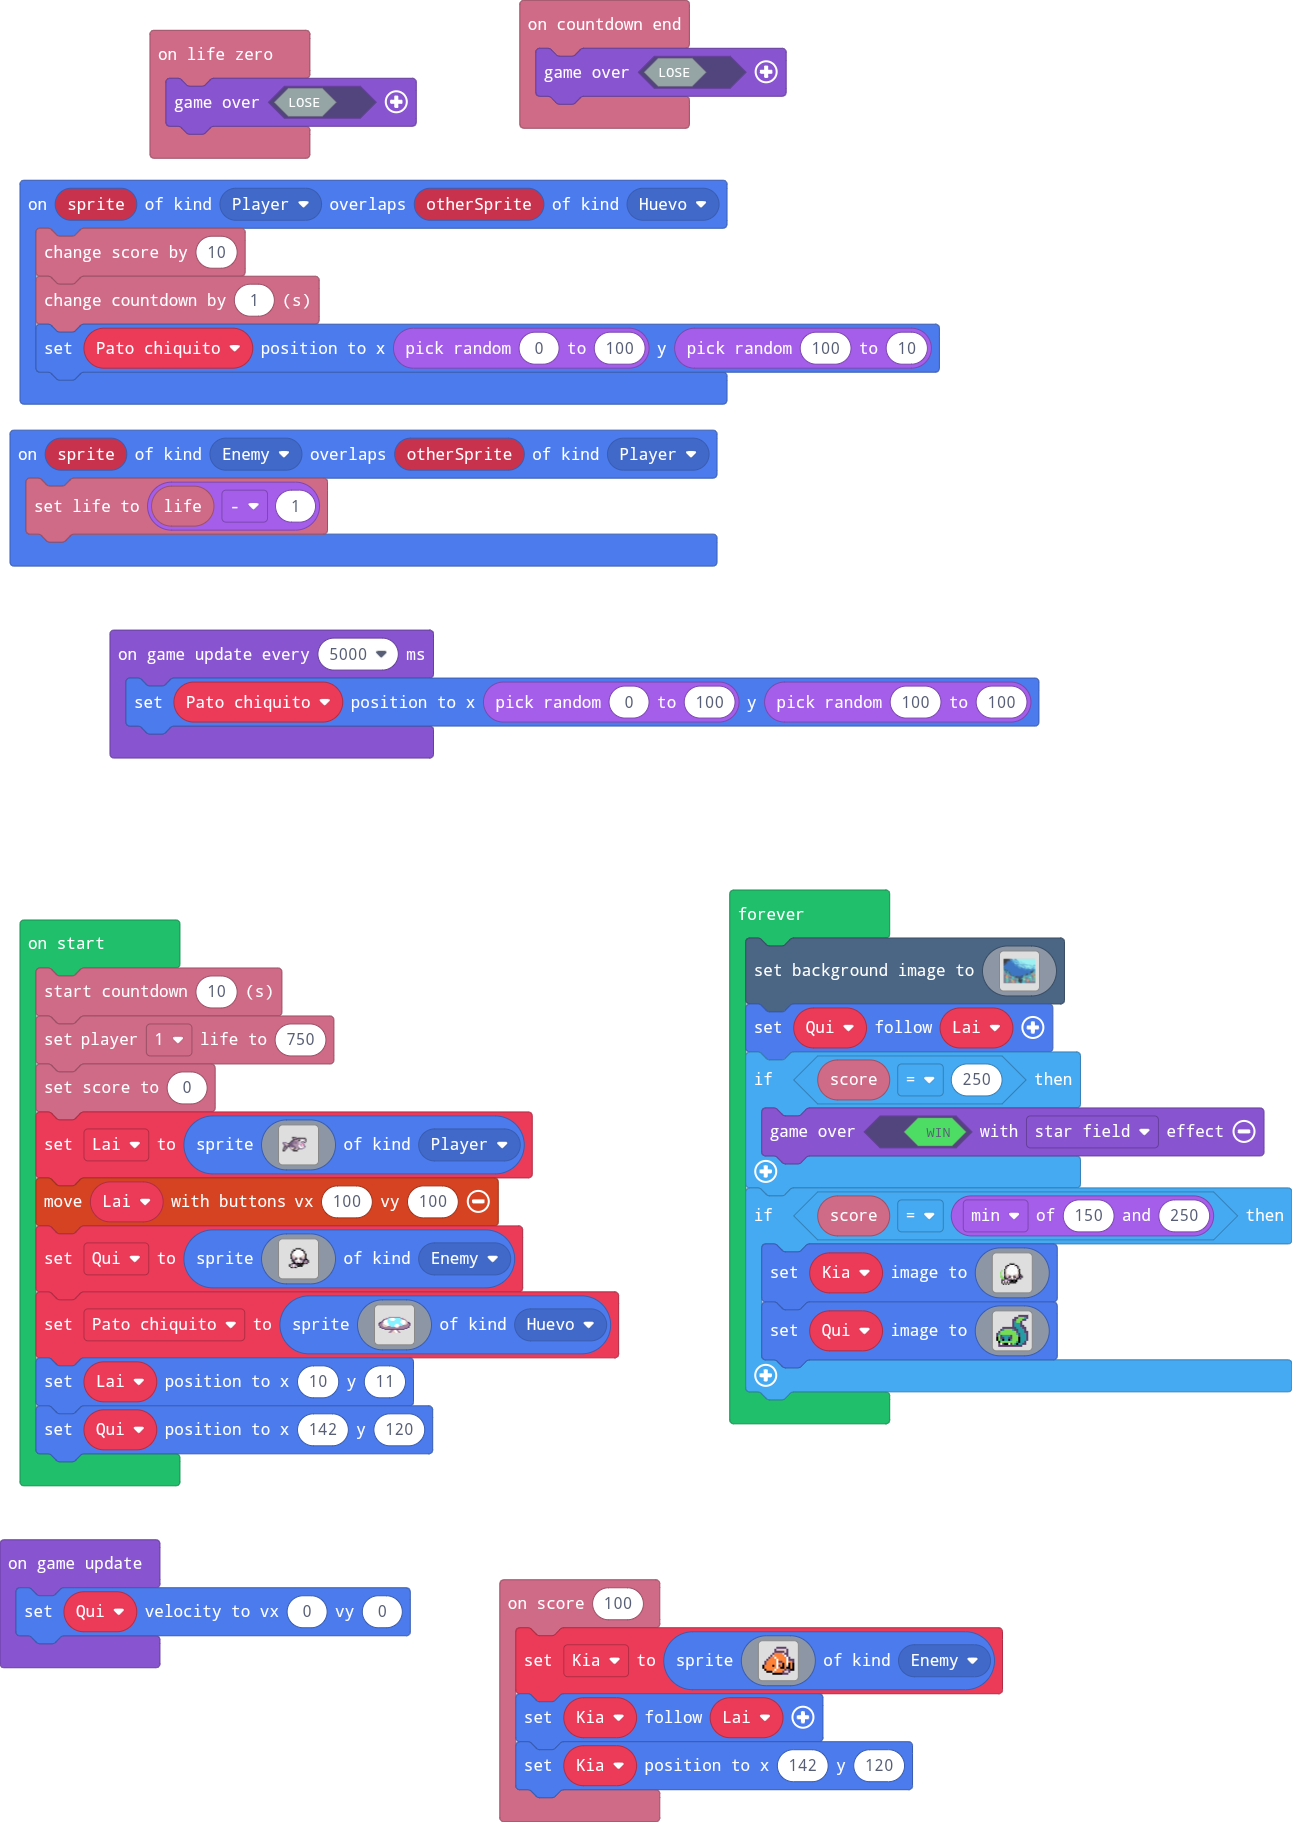 on countdown end
game over LOSE
on life zero
game over LOSE
on sprite of kind Player overlaps otherSprite of kind Huevo
change score by 10
change countdown by 1 (s)
set Pato chiquito position to x pick random 0 to 100 y pick random 100 to 10
on sprite of kind Enemy overlaps otherSprite of kind Player
set life to life - 1
on game update every 5000 ms
set Pato chiquito position to x pick random 0 to 100 y pick random 100 to 100
on start
start countdown 10 (s)
set player 1 life to 750
set score to 0
set Lai to sprite of kind Player
move Lai with buttons vx 100 vy 100
set Qui to sprite of kind Enemy
set Pato chiquito to sprite of kind Huevo
set Lai position to x 10 y 11
set Qui position to x 142 y 120
forever
set background image to
set Qui follow Lai
if score = 250 then
game over WIN with star field effect
if score = min of 150 and 250 then
set Kia image to
set Qui image to
on game update
set Qui velocity to vx 0 vy 0
on score 100
set Kia to sprite of kind Enemy
set Kia follow Lai
set Kia position to x 142 y 120